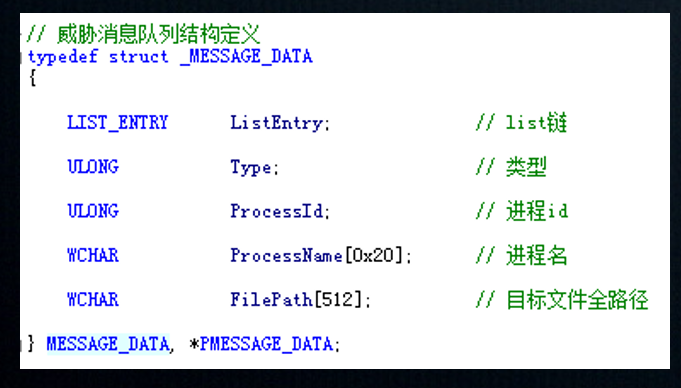 // 威胁消息队列结构定义
typedef struct _MESSAGE_DATA
{
LIST_ENTRY ListEntry; // list链
ULONG Type; // 类型
ULONG ProcessId; // 进程id
WCHAR ProcessName[0x20]; // 进程名
WCHAR FilePath[512]; // 目标文件全路径
} MESSAGE_DATA, *PMESSAGE_DATA;